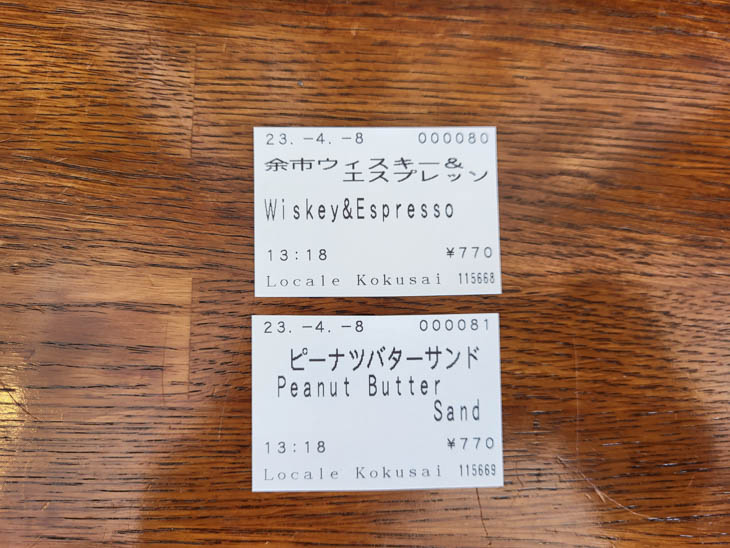 23. -4. -8 000080
余市ウィスキー&
エスプレッソ
Wiskey&Espresso
13:18 ¥770
Locale Kokusai 115668
23. -4. -8 000081
ピーナツバターサンド
Peanut Butter
Sand
13:18 ¥770
Locale Kokusai 115669